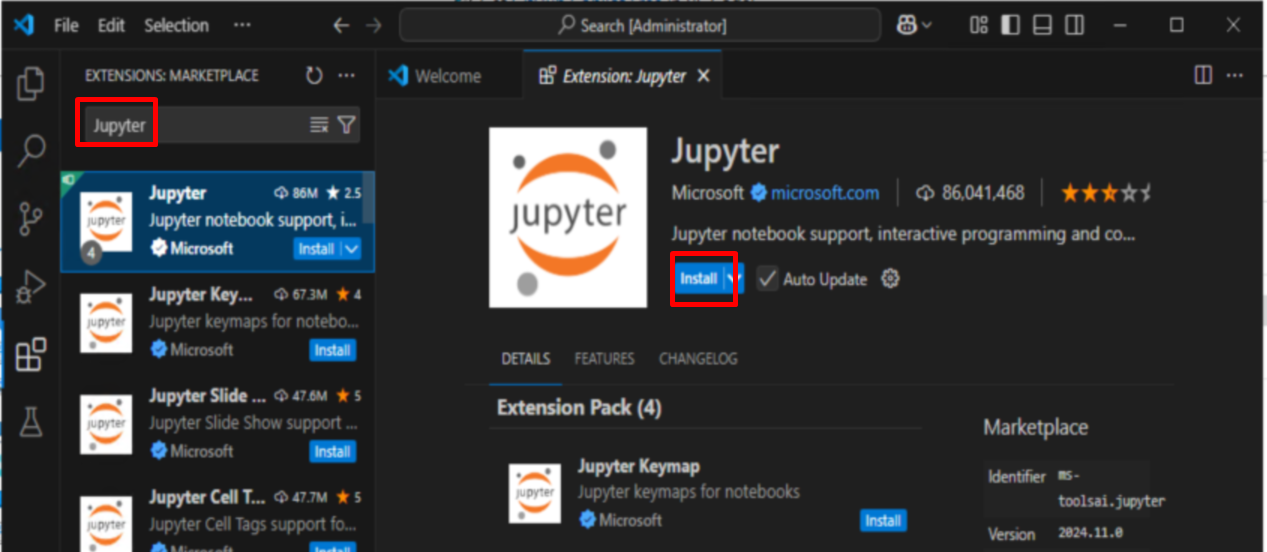 File Edit Selection ···
Search [Administrator]
EXTENSIONS: MARKETPLACE ···
Jupyter
Jupyter 86M ★ 2.5
Jupyter notebook support, i...
Microsoft Install
4
Jupyter Key... 67.3M ★ 4
Jupyter keymaps for notebo...
Microsoft Install
Jupyter Slide ... 47.6M ★ 5
Jupyter Slide Show support ...
Microsoft Install
Jupyter Cell T... 47.7M ★ 5
Jupyter Cell Tags support fo...
Microsoft Install
jupyter
jupyter
jupyter
jupyter
Welcome
Extension: Jupyter ×
···
jupyter
Jupyter
Microsoft microsoft.com 86,041,468
Jupyter notebook support, interactive programming and co...
Install Auto Update
DETAILS FEATURES CHANGELOG
Extension Pack (4)
jupyter
Jupyter Keymap
Jupyter keymaps for notebooks
Microsoft Install
Marketplace
Identifier ms-
toolsai.jupyter
Version 2024.11.0